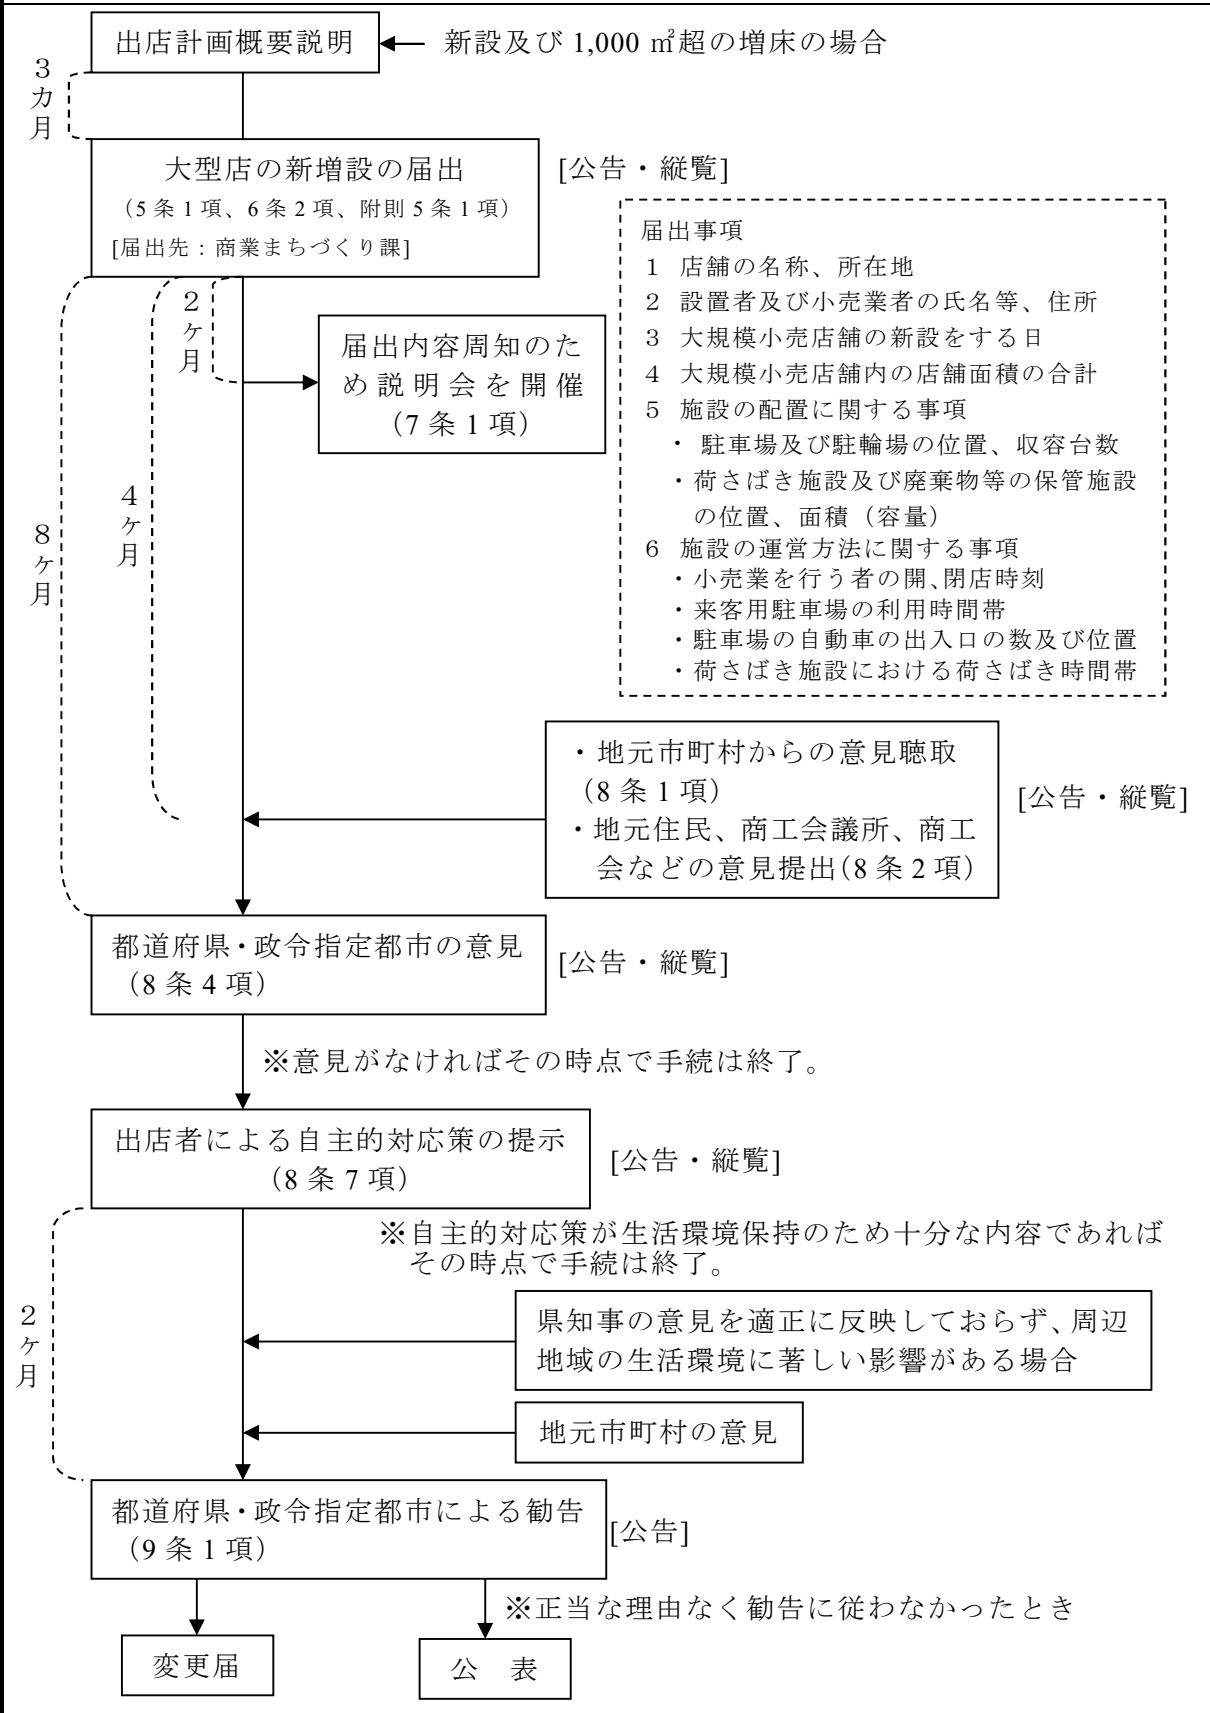 出店計画概要説明
新設及び 1,000 ㎡超の増床の場合
３カ月
大型店の新増設の届出
（5 条 1 項、6 条 2 項、附則 5 条 1 項）
[届出先：商業まちづくり課]
[公告・縦覧]
届出事項
1 店舗の名称、所在地
2 設置者及び小売業者の氏名等、住所
3 大規模小売店舗の新設をする日
4 大規模小売店舗内の店舗面積の合計
5 施設の配置に関する事項
・ 駐車場及び駐輪場の位置、収容台数
・荷さばき施設及び廃棄物等の保管施設
の位置、面積（容量）
6 施設の運営方法に関する事項
・小売業を行う者の開、閉店時刻
・来客用駐車場の利用時間帯
・駐車場の自動車の出入口の数及び位置
・荷さばき施設における荷さばき時間帯
２ヶ月
届出内容周知のた
め説明会を開催
（7 条 1 項）
４ヶ月
８ヶ月
・地元市町村からの意見聴取
（8 条 1 項）
・地元住民、商工会議所、商工
会などの意見提出（8 条 2 項）
[公告・縦覧]
都道府県・政令指定都市の意見
（8 条 4 項）
[公告・縦覧]
※意見がなければその時点で手続は終了。
出店者による自主的対応策の提示
（8 条 7 項）
[公告・縦覧]
※自主的対応策が生活環境保持のため十分な内容であれば
その時点で手続は終了。
２ヶ月
県知事の意見を適正に反映しておらず、周辺
地域の生活環境に著しい影響がある場合
地元市町村の意見
都道府県・政令指定都市による勧告
（9 条 1 項）
[公告]
※正当な理由なく勧告に従わなかったとき
変更届
公　表